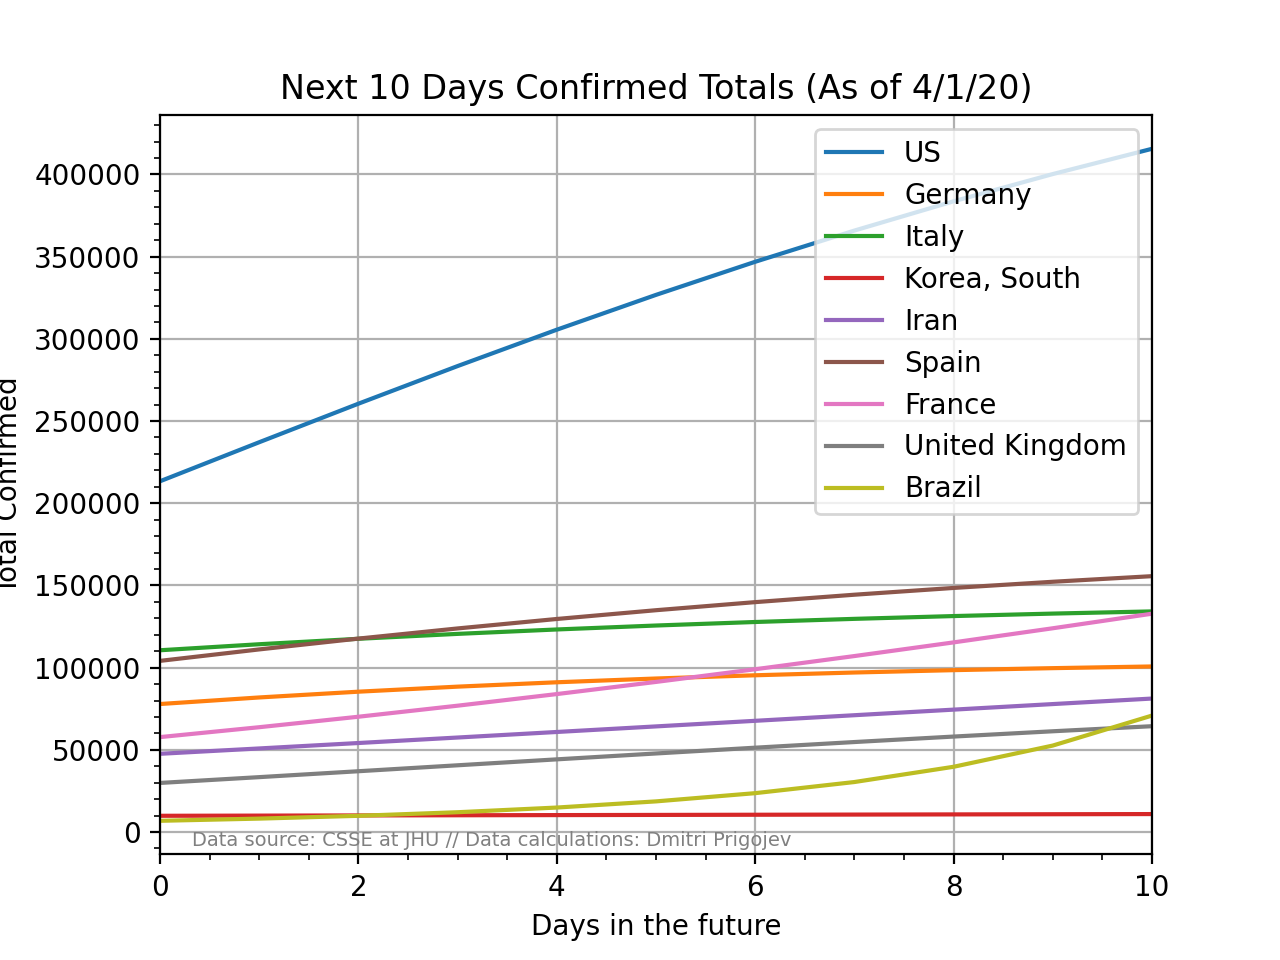 Next 10 Days Confirmed Totals (As of 4/1/20)
400000
350000
300000
250000
200000
150000
100000
50000
0
Total Confirmed
US
Germany
Italy
Korea, South
Iran
Spain
France
United Kingdom
Brazil
Data source: CSSE at JHU // Data calculations: Dmitri Prigojev
0 2 4 6 8 10
Days in the future